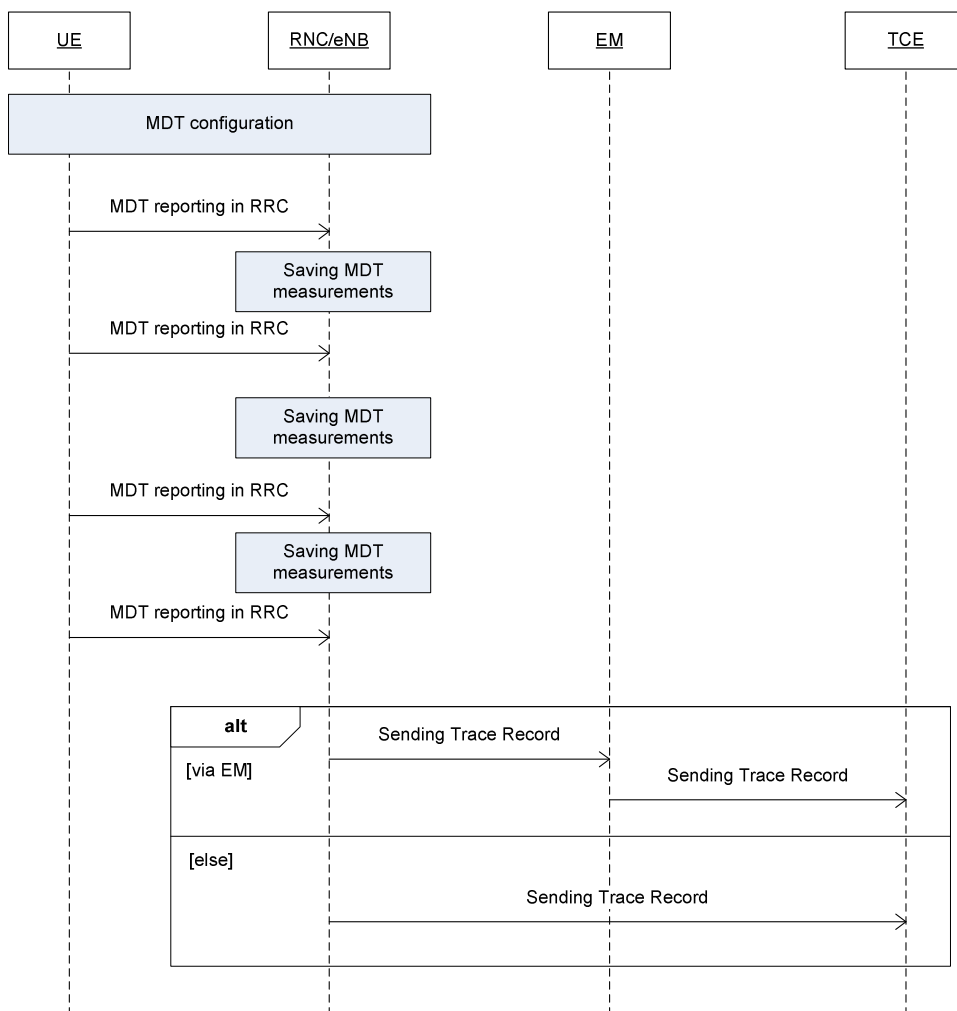 UE
RNC/eNB
EM
TCE
MDT configuration
MDT reporting in RRC
Saving MDT
measurements
MDT reporting in RRC
Saving MDT
measurements
MDT reporting in RRC
Saving MDT
measurements
MDT reporting in RRC
alt
Sending Trace Record
[via EM]
Sending Trace Record
[else]
Sending Trace Record